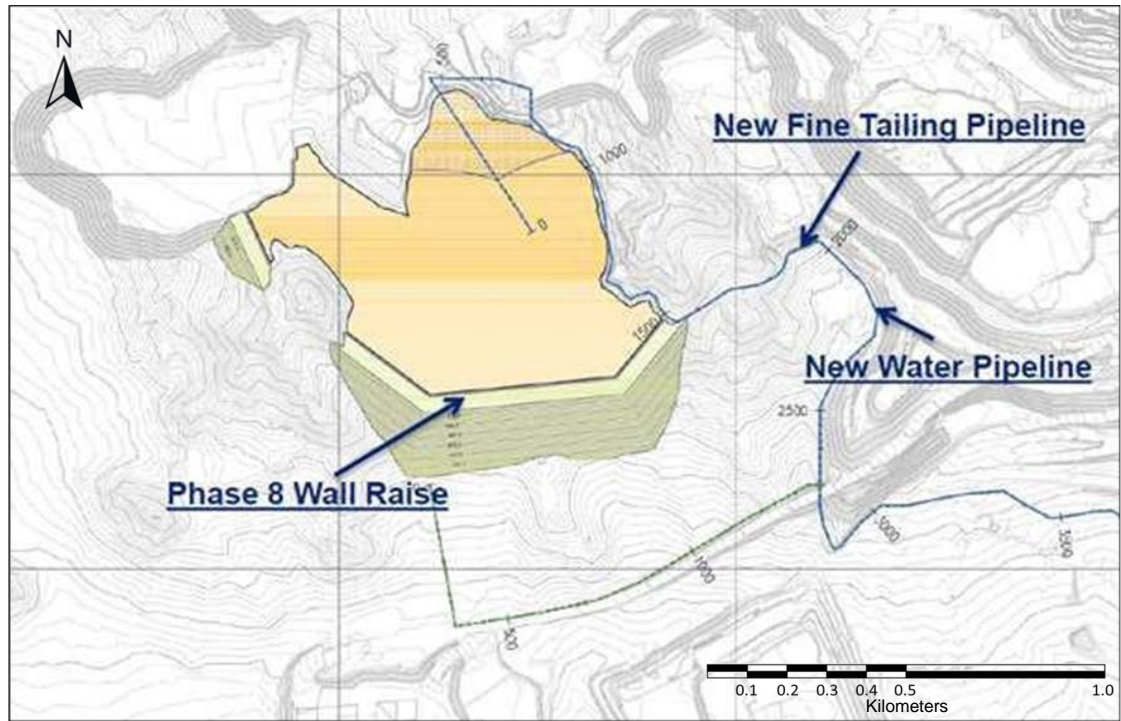 N
500
1000
New Fine Tailing Pipeline
0
2000
1500
New Water Pipeline
2500
Phase 8 Wall Raise
3000
3500
1000
500
0.1 0.2 0.3 0.4 0.5 1.0
Kilometers